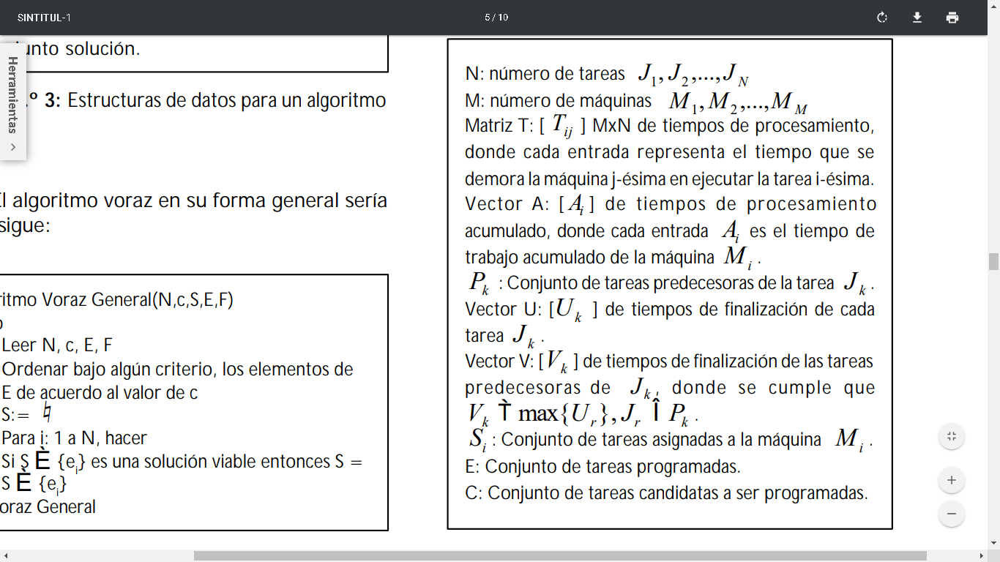 SINTITUL-1
5 / 10
Herramientas
unto solución.
.º 3: Estructuras de datos para un algoritmo
l algoritmo voraz en su forma general sería
sigue:
ritmo Voraz General(N,c,S,E,F)
Leer N, c, E, F
Ordenar bajo algún criterio, los elementos de
E de acuerdo al valor de c
S:=
Para i: 1 a N, hacer
Si S È {e_i} es una solución viable entonces S =
S È {e_i}
oraz General
N: número de tareas J_1, J_2,..., J_N
M: número de máquinas M_1, M_2,..., M_M
Matriz T: [ T_ij ] MxN de tiempos de procesamiento,
donde cada entrada representa el tiempo que se
demora la máquina j-ésima en ejecutar la tarea i-ésima.
Vector A: [ A_i ] de tiempos de procesamiento
acumulado, donde cada entrada A_i es el tiempo de
trabajo acumulado de la máquina M_i .
P_k : Conjunto de tareas predecesoras de la tarea J_k .
Vector U: [U_k ] de tiempos de finalización de cada
tarea J_k .
Vector V: [V_k ] de tiempos de finalización de las tareas
predecesoras de J_k , donde se cumple que
V_k Ì max{U_r}, J_r Î P_k .
S_i : Conjunto de tareas asignadas a la máquina M_i .
E: Conjunto de tareas programadas.
C: Conjunto de tareas candidatas a ser programadas.